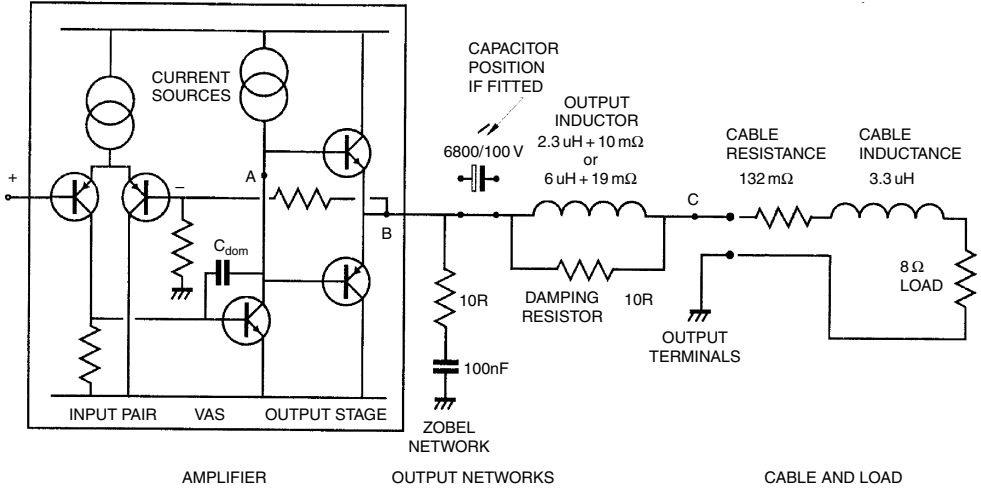 CURRENT
SOURCES
CAPACITOR
POSITION
IF FITTED
6800/100 V
OUTPUT
INDUCTOR
2.3 uH + 10 mΩ
or
6 uH + 19 mΩ
CABLE
RESISTANCE
132 mΩ
CABLE
INDUCTANCE
3.3 uH
+
−
A
B
C
Cdom
10R
100nF
DAMPING
RESISTOR
10R
8 Ω
LOAD
OUTPUT
TERMINALS
INPUT PAIR
VAS
OUTPUT STAGE
ZOBEL
NETWORK
AMPLIFIER
OUTPUT NETWORKS
CABLE AND LOAD